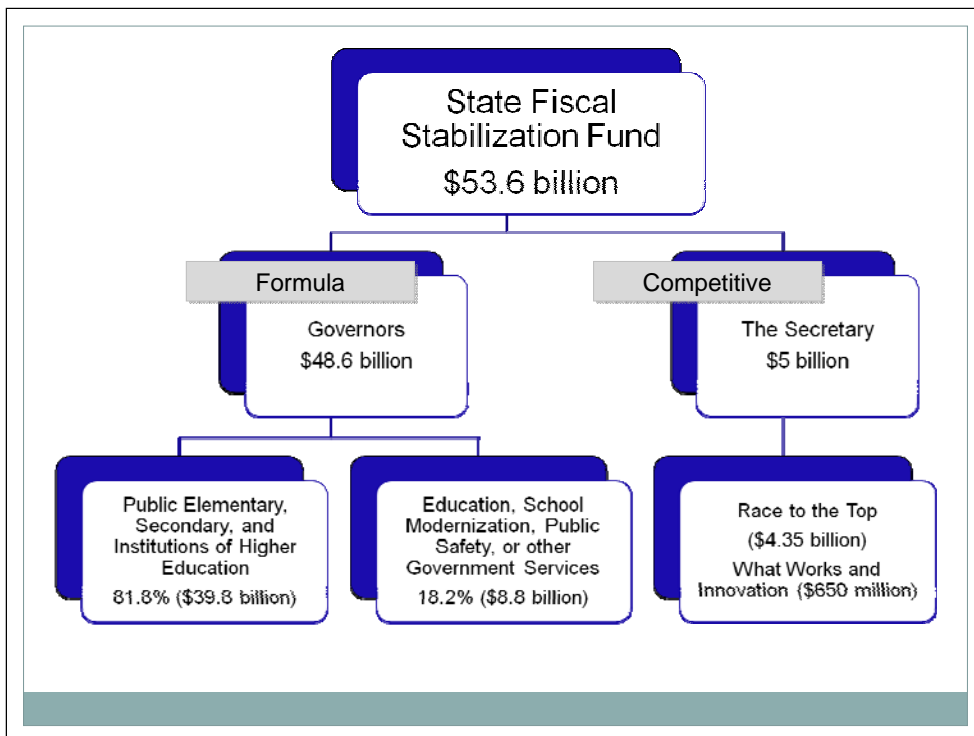 State Fiscal
Stabilization Fund
$53.6 billion
Formula
Governors
$48.6 billion
Competitive
The Secretary
$5 billion
Public Elementary,
Secondary, and
Institutions of Higher
Education
81.8% ($39.8 billion)
Education, School
Modernization, Public
Safety, or other
Government Services
18.2% ($8.8 billion)
Race to the Top
($4.35 billion)
What Works and
Innovation ($650 million)